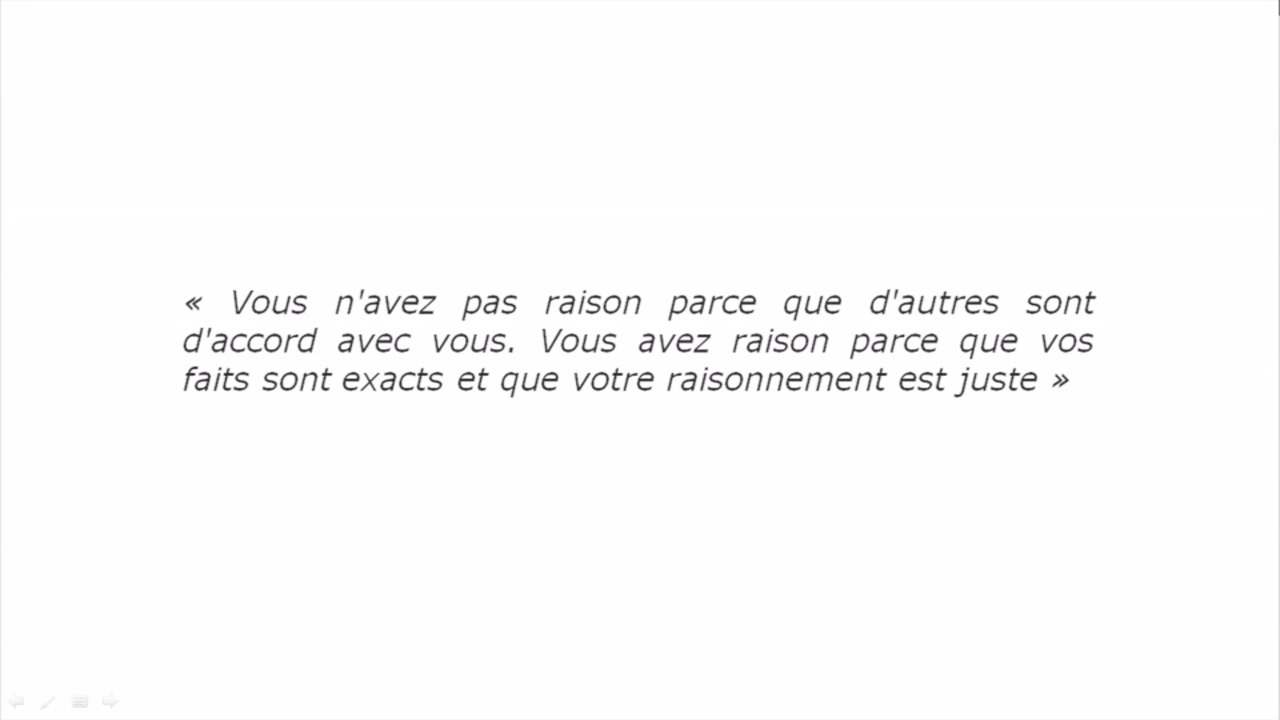 « Vous n'avez pas raison parce que d'autres sont
d'accord avec vous. Vous avez raison parce que vos
faits sont exacts et que votre raisonnement est juste »